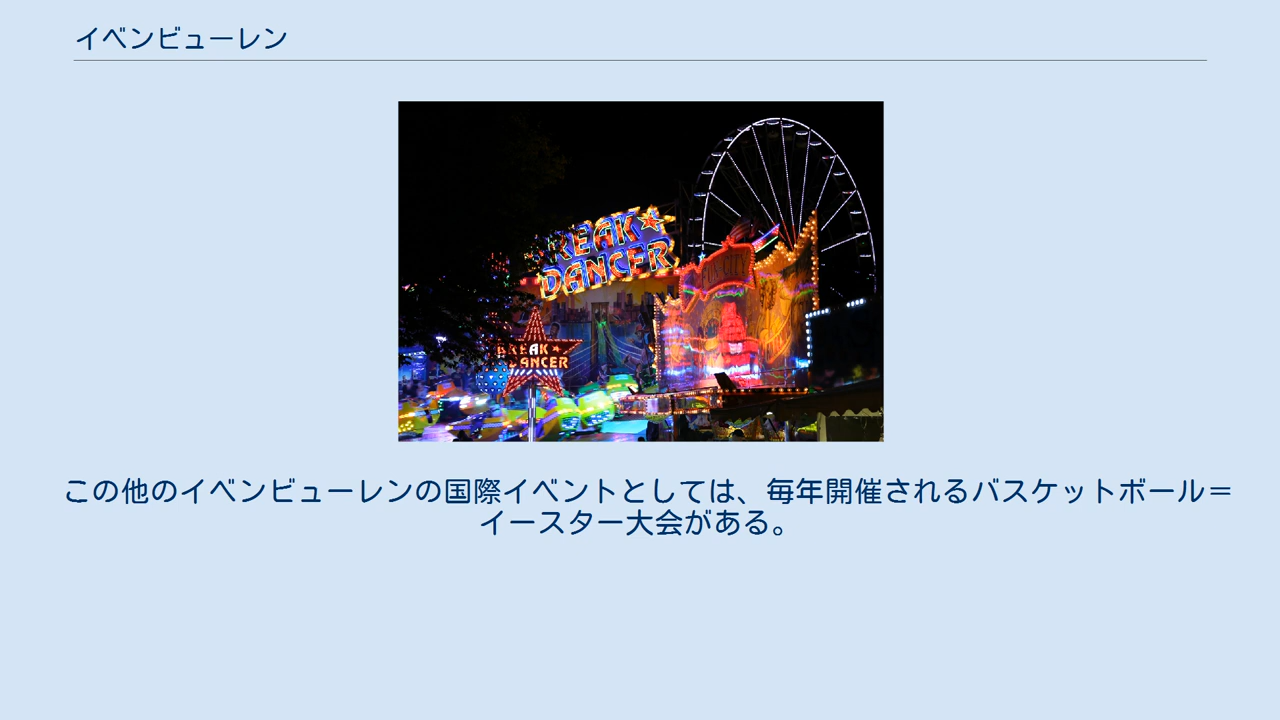 イベンビューレン
BREAK
DANCER
BREAK
DANCER
この他のイベンビューレンの国際イベントとしては、毎年開催されるバスケットボール＝
イースター大会がある。